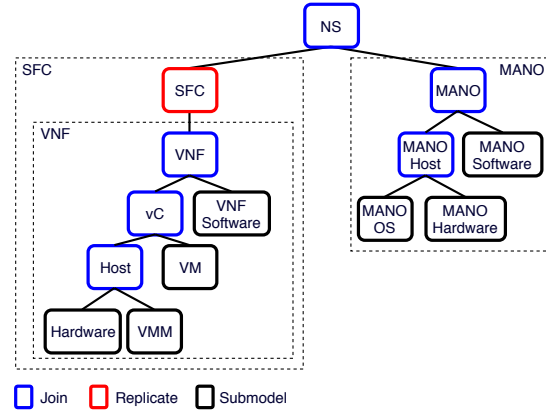 NS
SFC
MANO
SFC
MANO
VNF
VNF
MANO
Host
MANO
Software
vC
VNF
Software
MANO
OS
MANO
Hardware
Host
VM
Hardware
VMM
Join
Replicate
Submodel